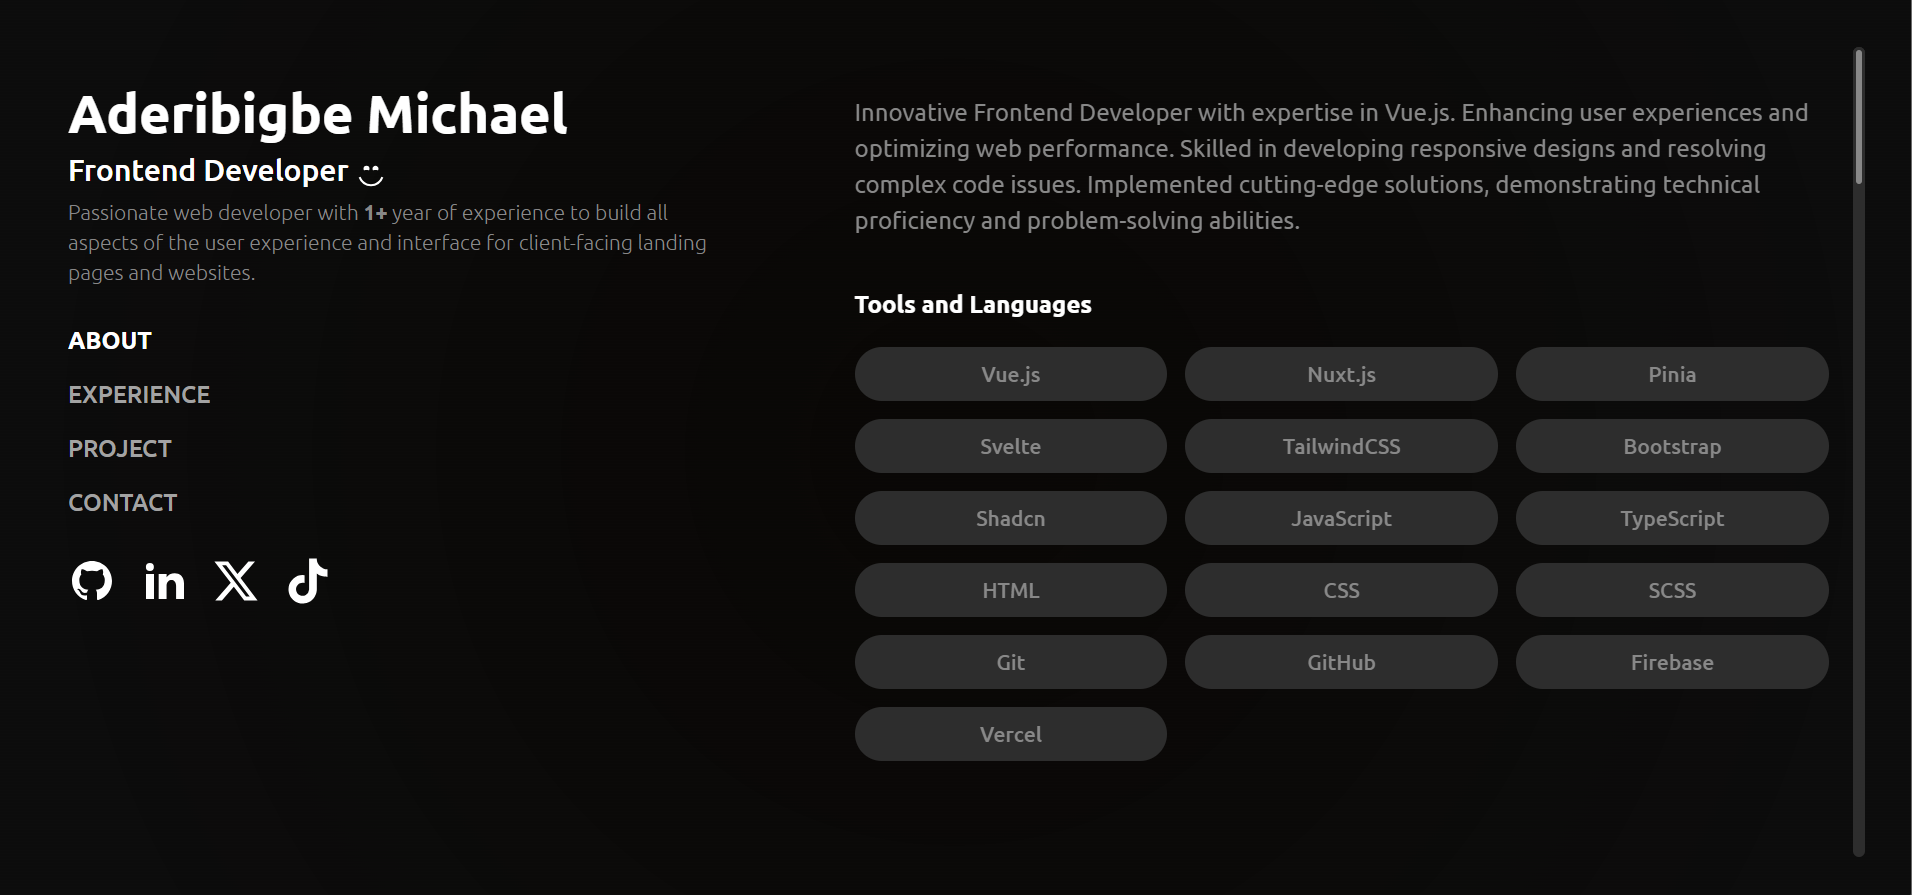 Aderibigbe Michael
Frontend Developer
Passionate web developer with 1+ year of experience to build all
aspects of the user experience and interface for client-facing landing
pages and websites.
ABOUT
EXPERIENCE
PROJECT
CONTACT
Innovative Frontend Developer with expertise in Vue.js. Enhancing user experiences and
optimizing web performance. Skilled in developing responsive designs and resolving
complex code issues. Implemented cutting-edge solutions, demonstrating technical
proficiency and problem-solving abilities.
Tools and Languages
Vue.js
Nuxt.js
Pinia
Svelte
TailwindCSS
Bootstrap
Shadcn
JavaScript
TypeScript
HTML
CSS
SCSS
Git
GitHub
Firebase
Vercel